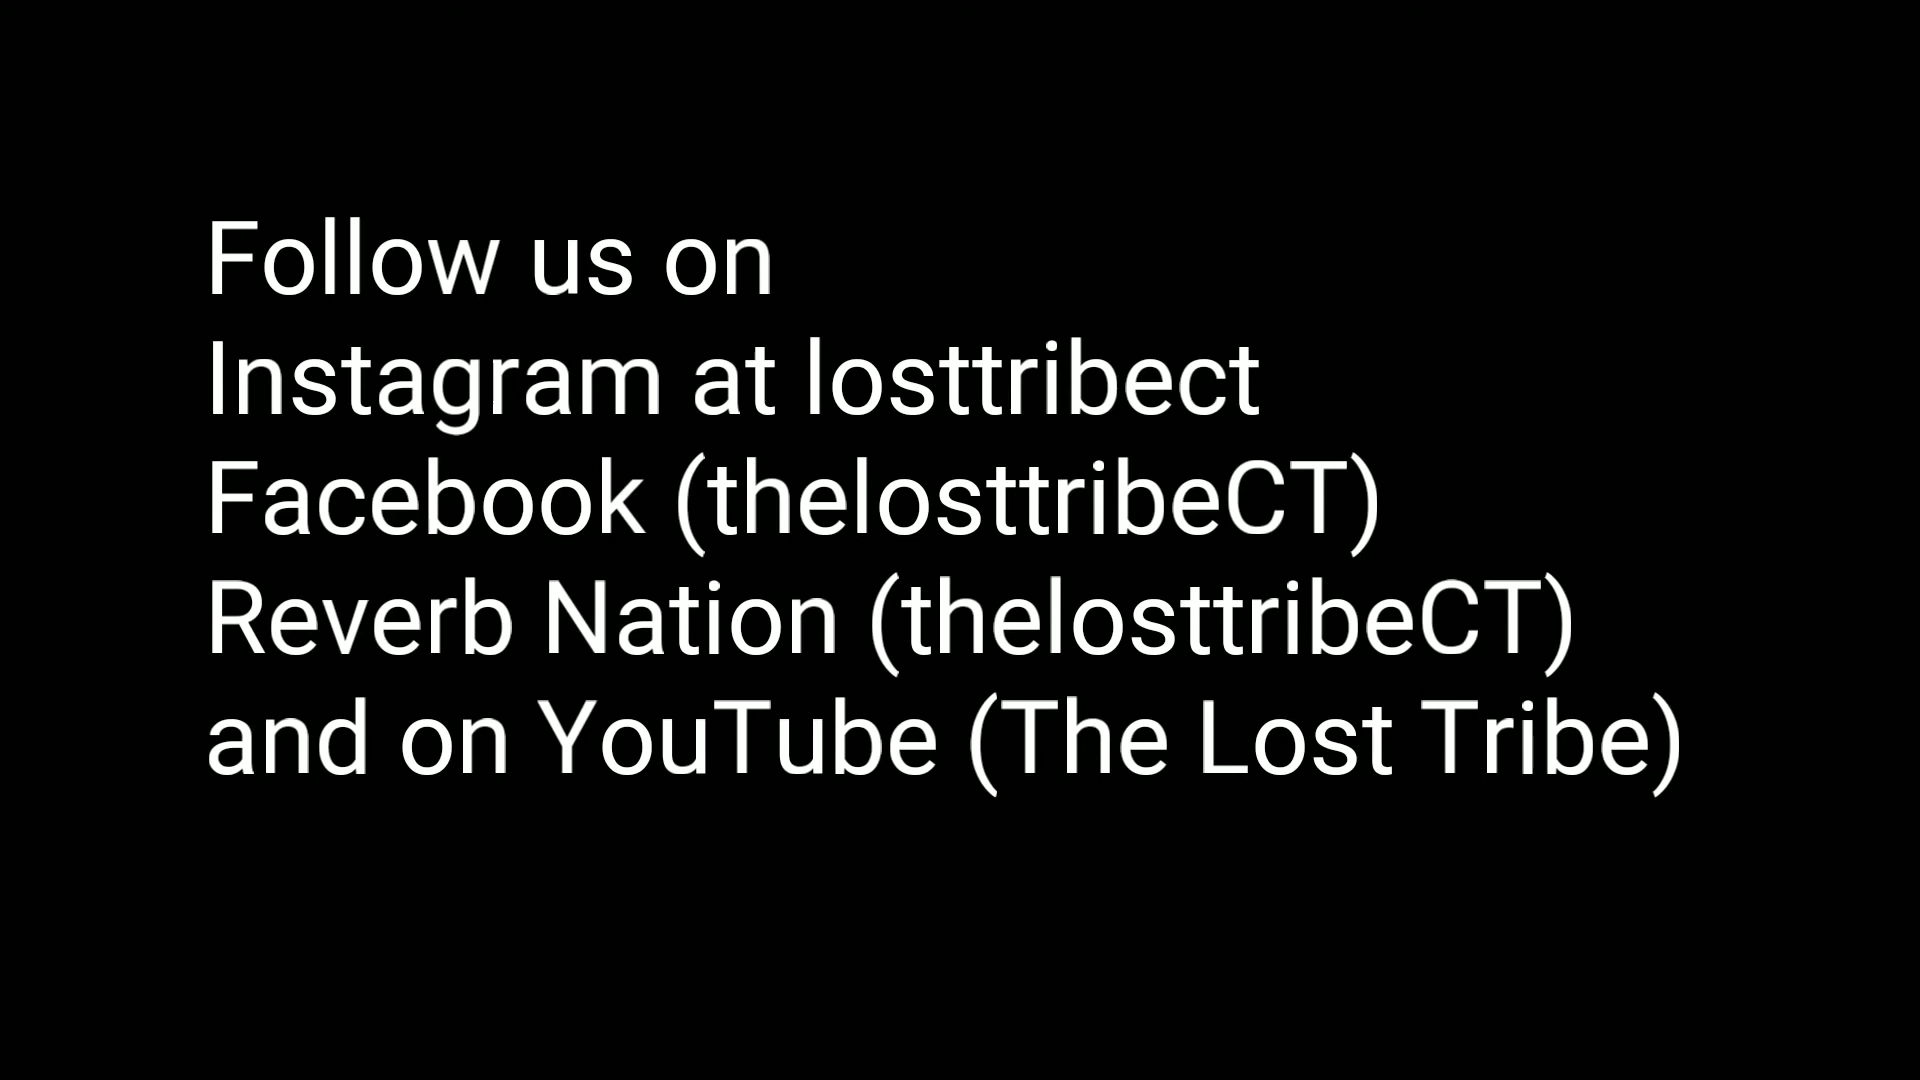 Follow us on
Instagram at losttribect
Facebook (thelosttribeCT)
Reverb Nation (thelosttribeCT)
and on YouTube (The Lost Tribe)